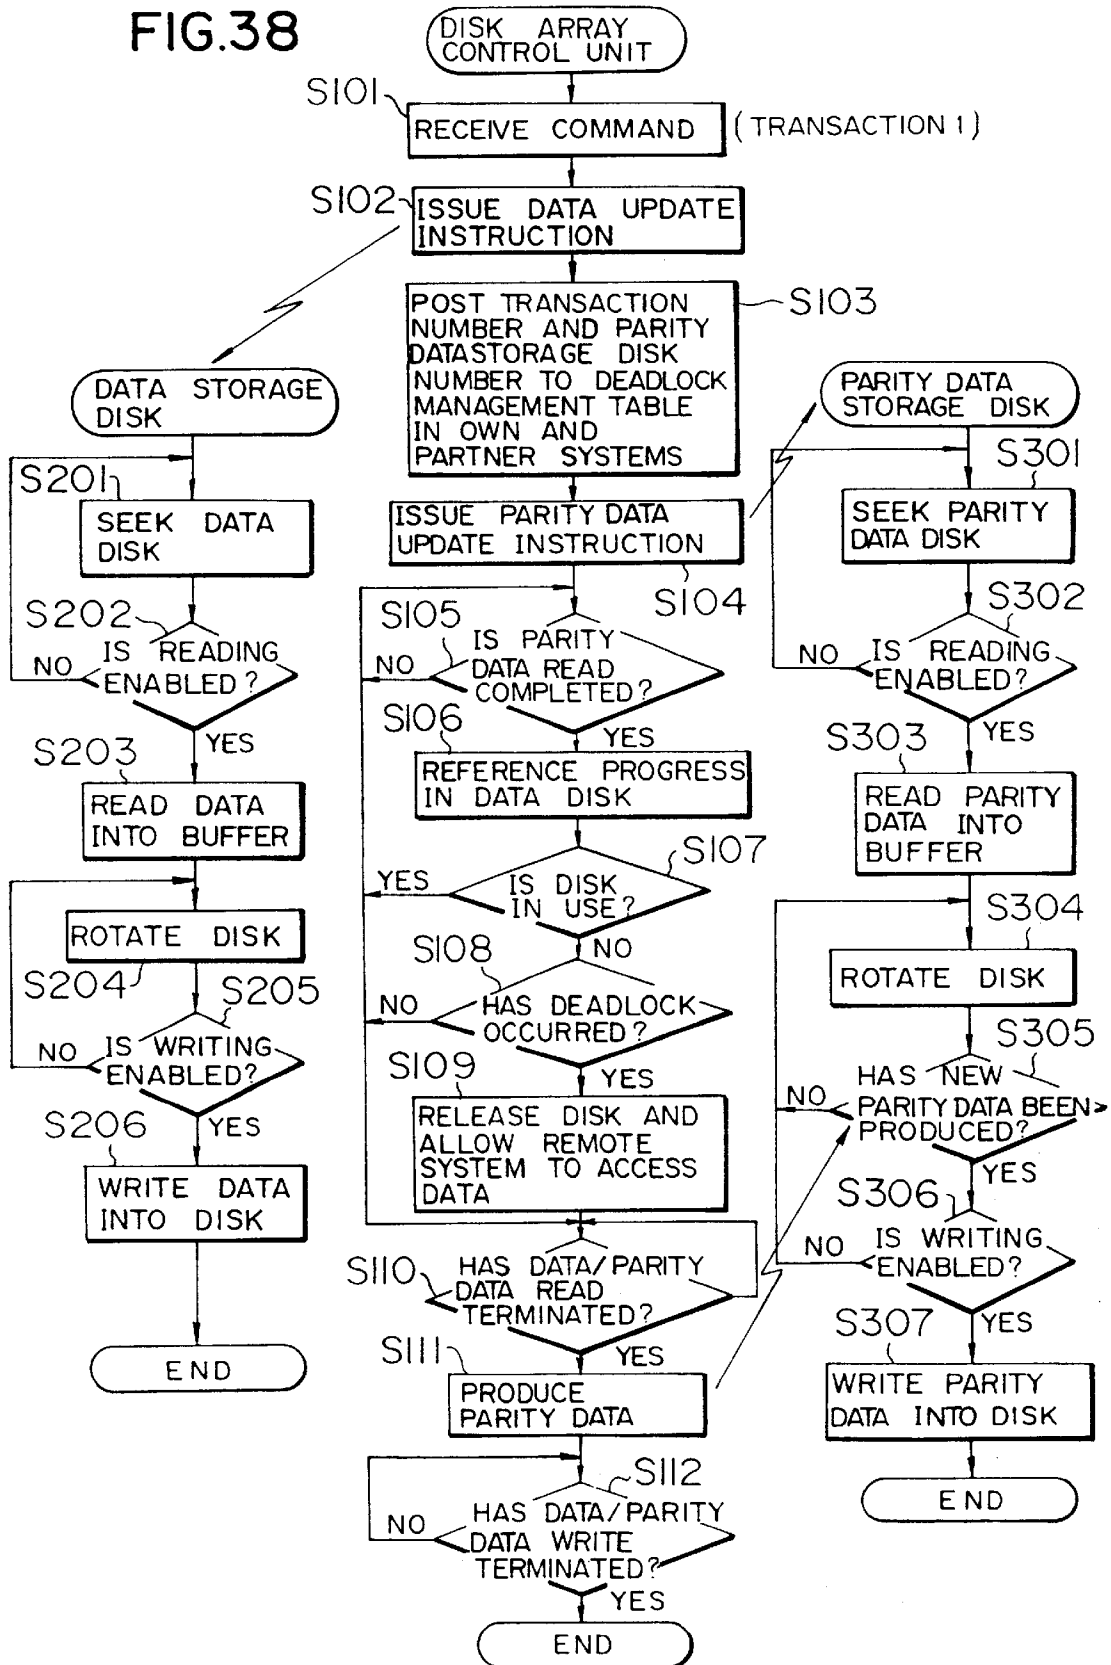 FIG.38
DISK ARRAY
CONTROL UNIT
S101
RECEIVE COMMAND
(TRANSACTION 1)
S102
ISSUE DATA UPDATE
INSTRUCTION
S103
POST TRANSACTION
NUMBER AND PARITY
DATASTORAGE DISK
NUMBER TO DEADLOCK
MANAGEMENT TABLE
IN OWN AND
PARTNER SYSTEMS
ISSUE PARITY DATA
UPDATE INSTRUCTION
S104
S105
IS PARITY
DATA READ
COMPLETED?
NO
YES
S106
REFERENCE PROGRESS
IN DATA DISK
S107
IS DISK
IN USE?
YES
NO
S108
HAS DEADLOCK
OCCURRED?
NO
YES
S109
RELEASE DISK AND
ALLOW REMOTE
SYSTEM TO ACCESS
DATA
S110
HAS DATA/PARITY
DATA READ
TERMINATED?
YES
S111
PRODUCE
PARITY DATA
S112
HAS DATA/PARITY
DATA WRITE
TERMINATED?
NO
YES
END
DATA STORAGE
DISK
S201
SEEK DATA
DISK
S202
IS READING
ENABLED?
NO
YES
S203
READ DATA
INTO BUFFER
ROTATE DISK
S204
S205
IS WRITING
ENABLED?
NO
YES
S206
WRITE DATA
INTO DISK
END
PARITY DATA
STORAGE DISK
S301
SEEK PARITY
DATA DISK
S302
IS READING
ENABLED?
NO
YES
S303
READ PARITY
DATA INTO
BUFFER
S304
ROTATE DISK
S305
HAS NEW
PARITY DATA BEEN
PRODUCED?
NO
YES
S306
IS WRITING
ENABLED?
NO
YES
S307
WRITE PARITY
DATA INTO DISK
END